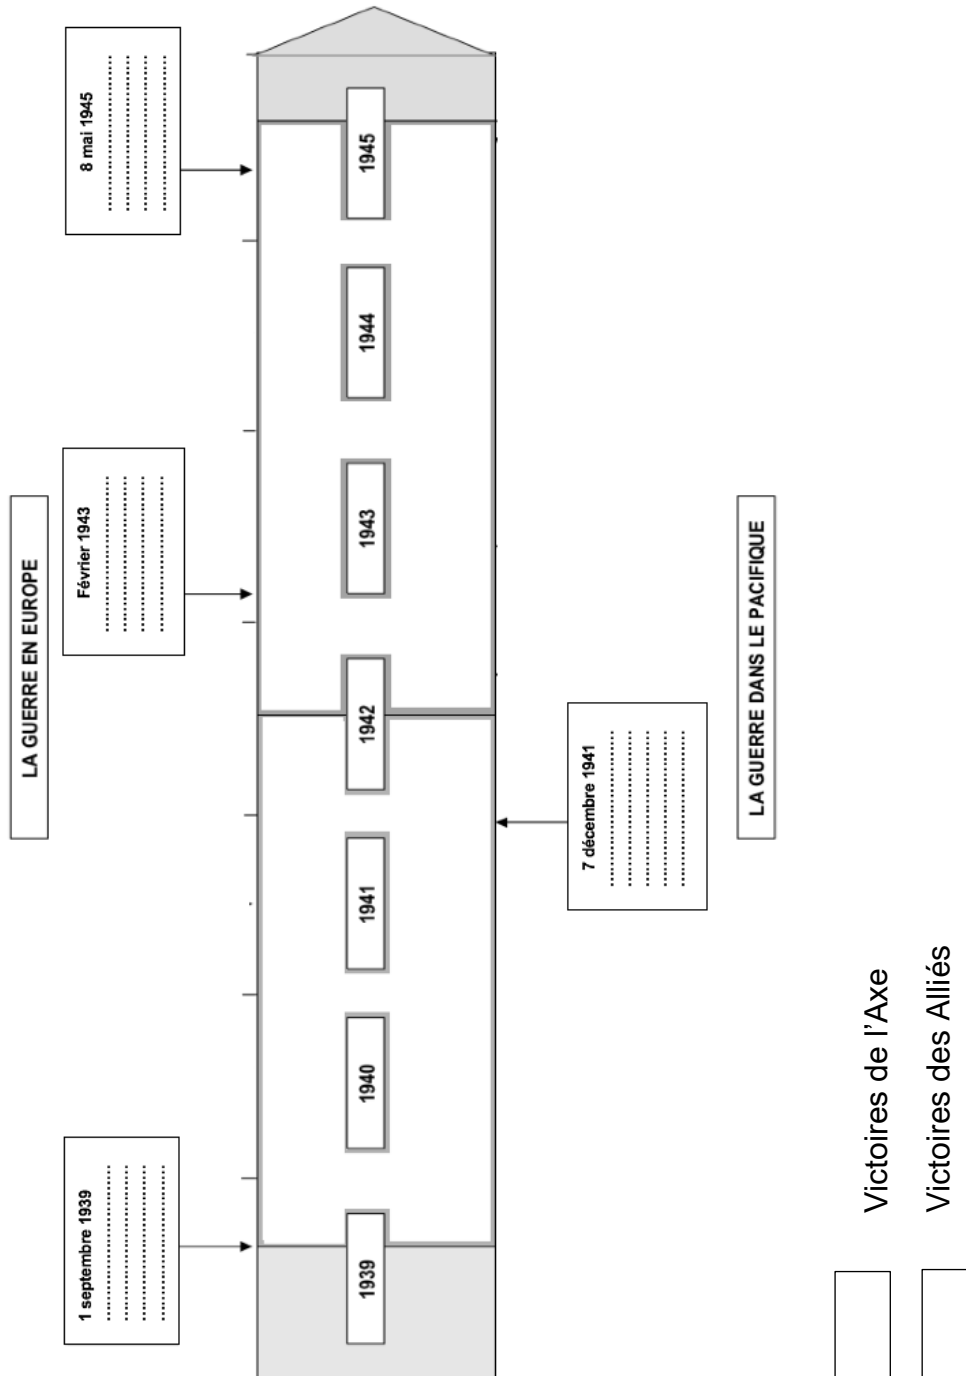 LA GUERRE EN EUROPE
1 septembre 1939
Février 1943
8 mai 1945
1939
1940
1941
1942
1943
1944
1945
7 décembre 1941
LA GUERRE DANS LE PACIFIQUE
Victoires de l'Axe
Victoires des Alliés